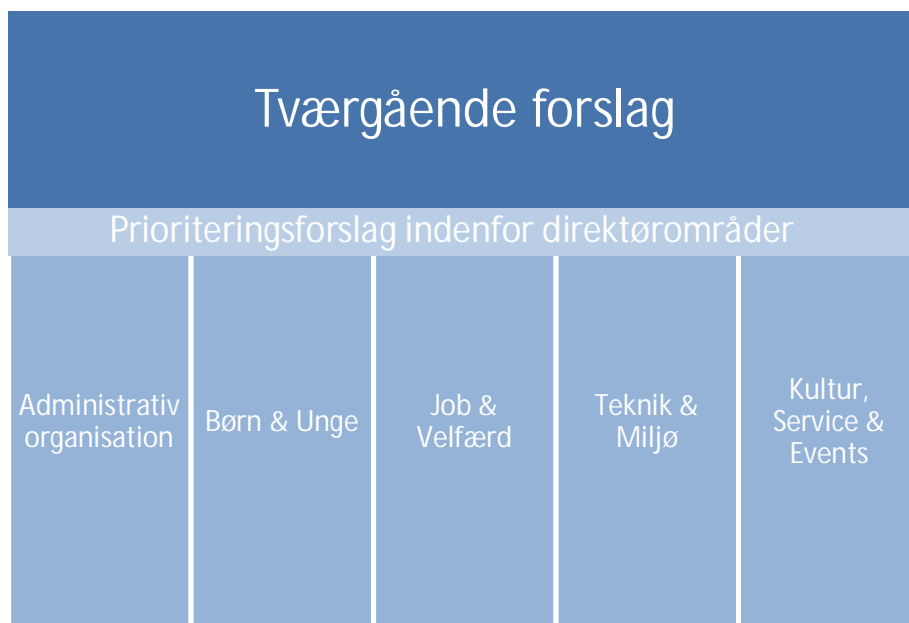 Tværgående forslag
Prioriteringsforslag indenfor direktørområder
Administrativ
organisation
Børn & Unge
Job &
Velfærd
Teknik &
Miljø
Kultur,
Service &
Events